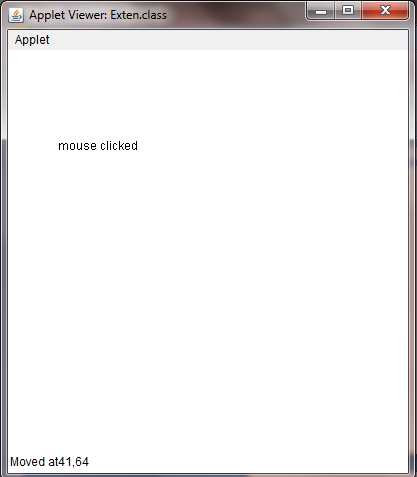 Applet Viewer: Exten.class
Applet
mouse clicked
Moved at41,64